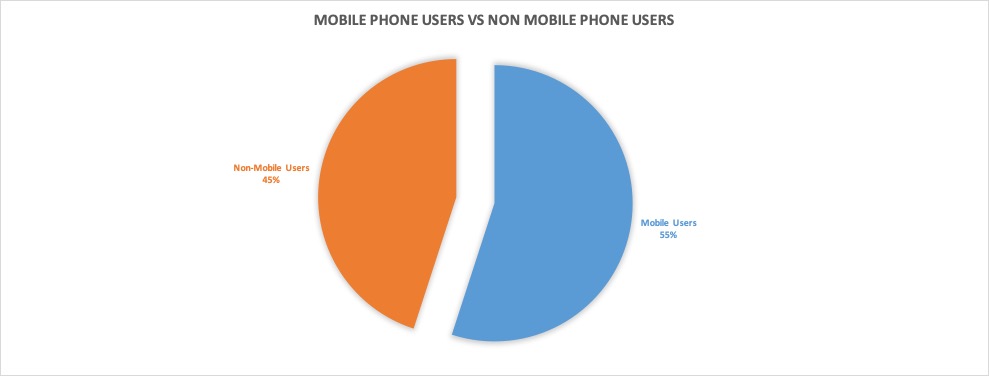 MOBILE PHONE USERS VS NON MOBILE PHONE USERS
Non-Mobile Users
45%
Mobile Users
55%